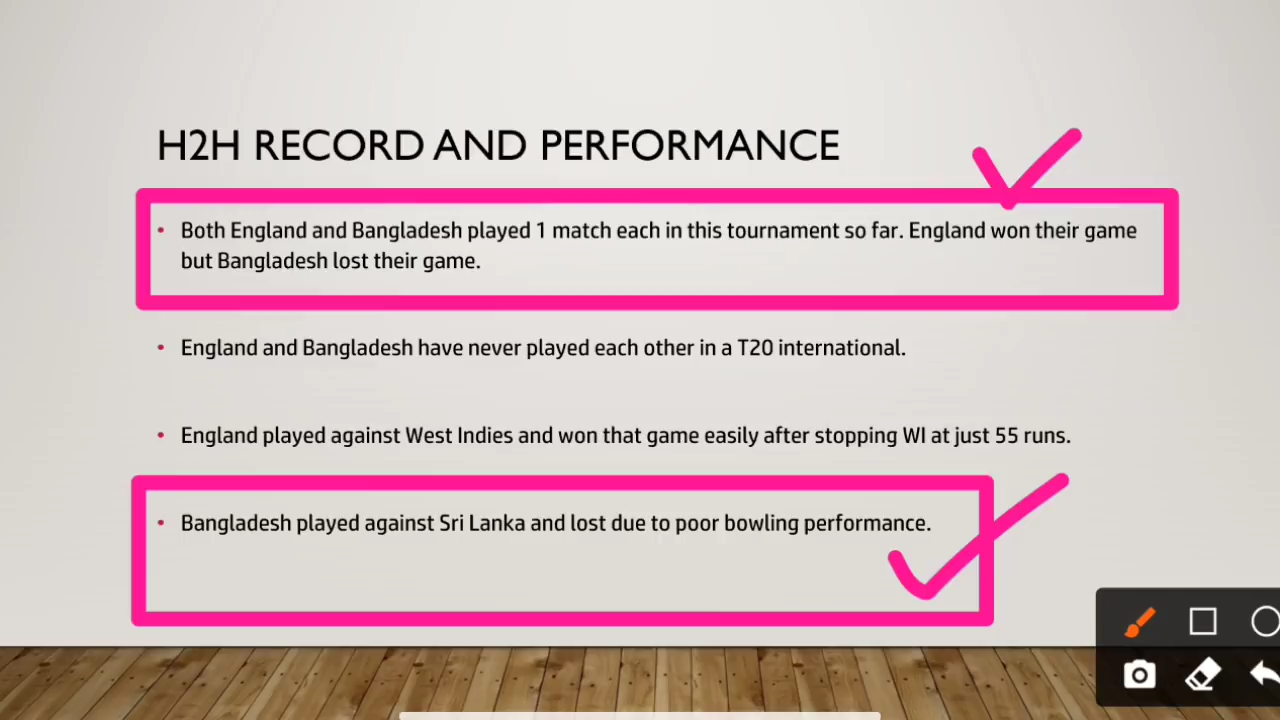 H2H RECORD AND PERFORMANCE
• Both England and Bangladesh played 1 match each in this tournament so far. England won their game
but Bangladesh lost their game.
• England and Bangladesh have never played each other in a T20 international.
• England played against West Indies and won that game easily after stopping WI at just 55 runs.
• Bangladesh played against Sri Lanka and lost due to poor bowling performance.